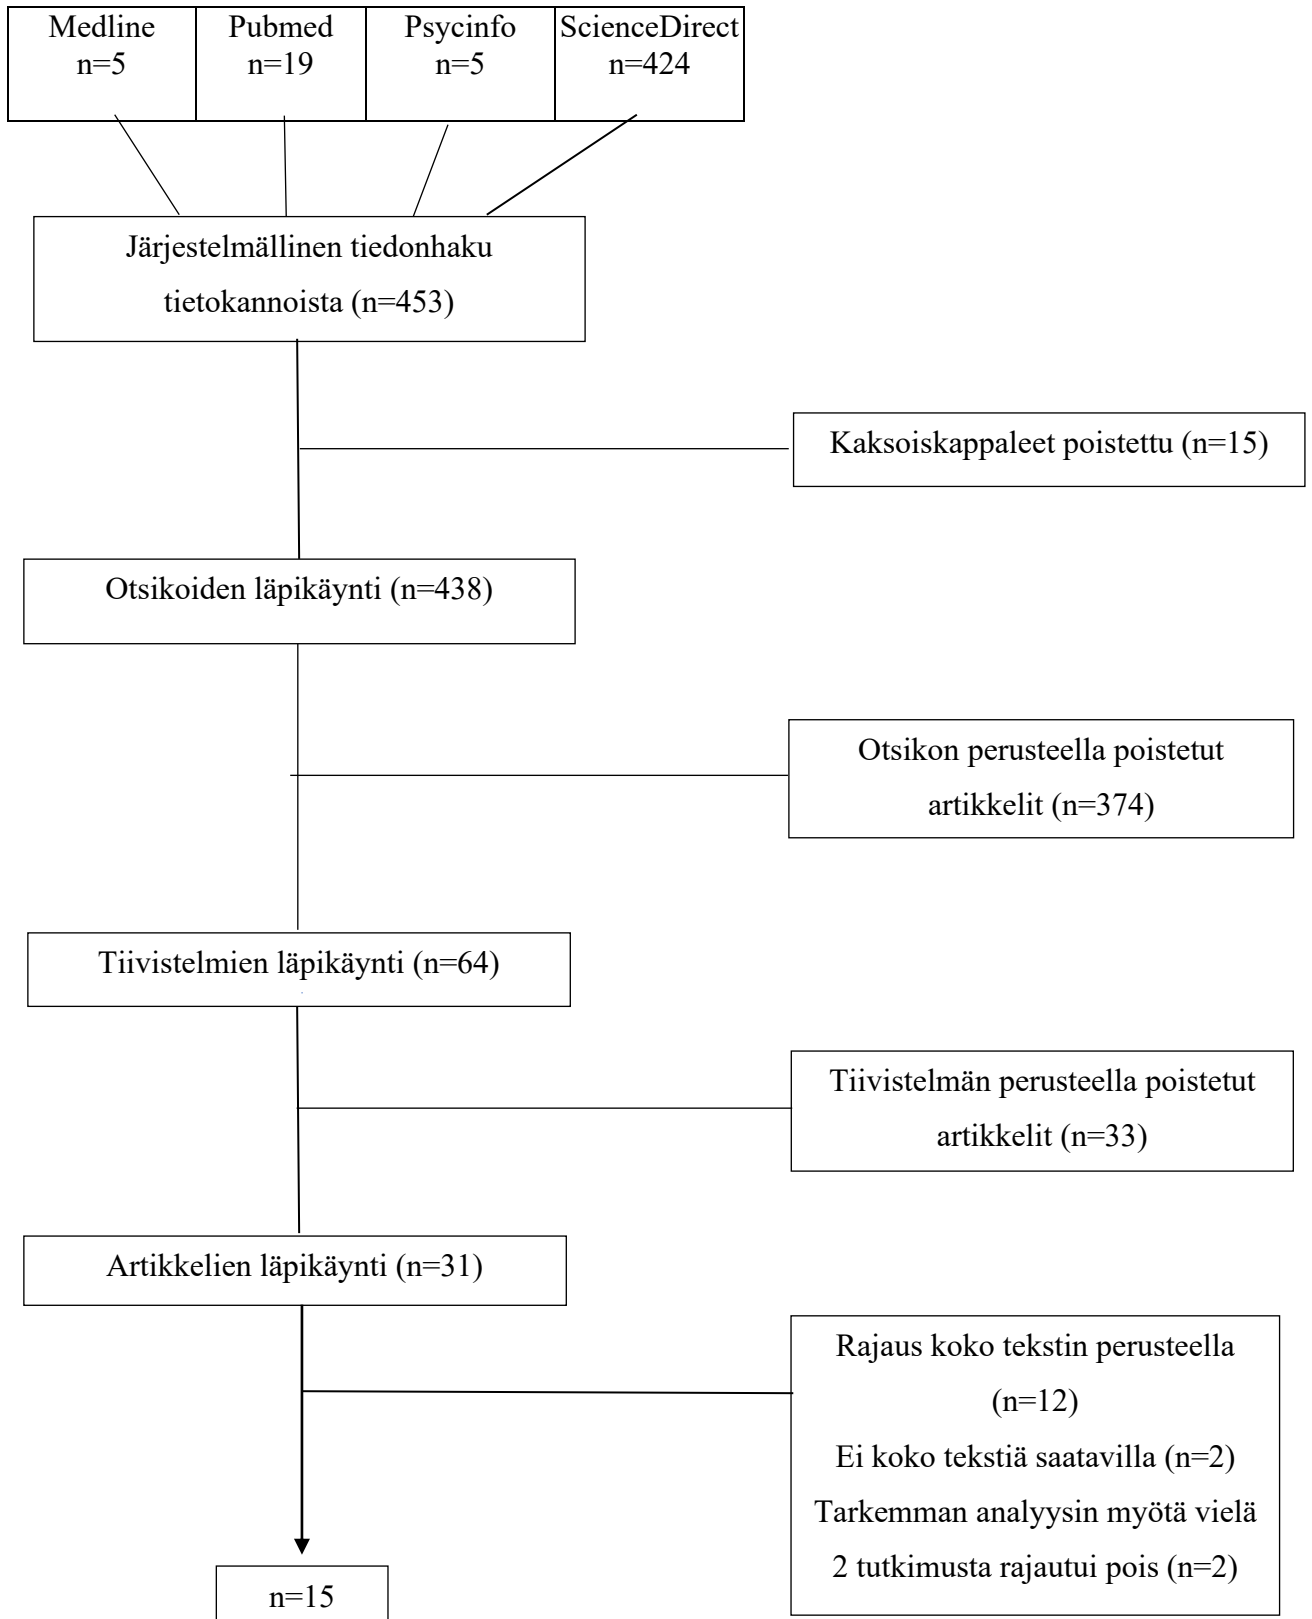 Medline
n=5
Pubmed
n=19
Psycinfo
n=5
ScienceDirect
n=424
Järjestelmällinen tiedonhaku
tietokannoista (n=453)
Kaksoiskappaleet poistettu (n=15)
Otsikoiden läpikäynti (n=438)
Otsikon perusteella poistetut
artikkelit (n=374)
Tiivistelmien läpikäynti (n=64)
Tiivistelmän perusteella poistetut
artikkelit (n=33)
Artikkelien läpikäynti (n=31)
Rajaus koko tekstin perusteella
(n=12)
Ei koko tekstiä saatavilla (n=2)
Tarkemman analyysin myötä vielä
2 tutkimusta rajautui pois (n=2)
n=15